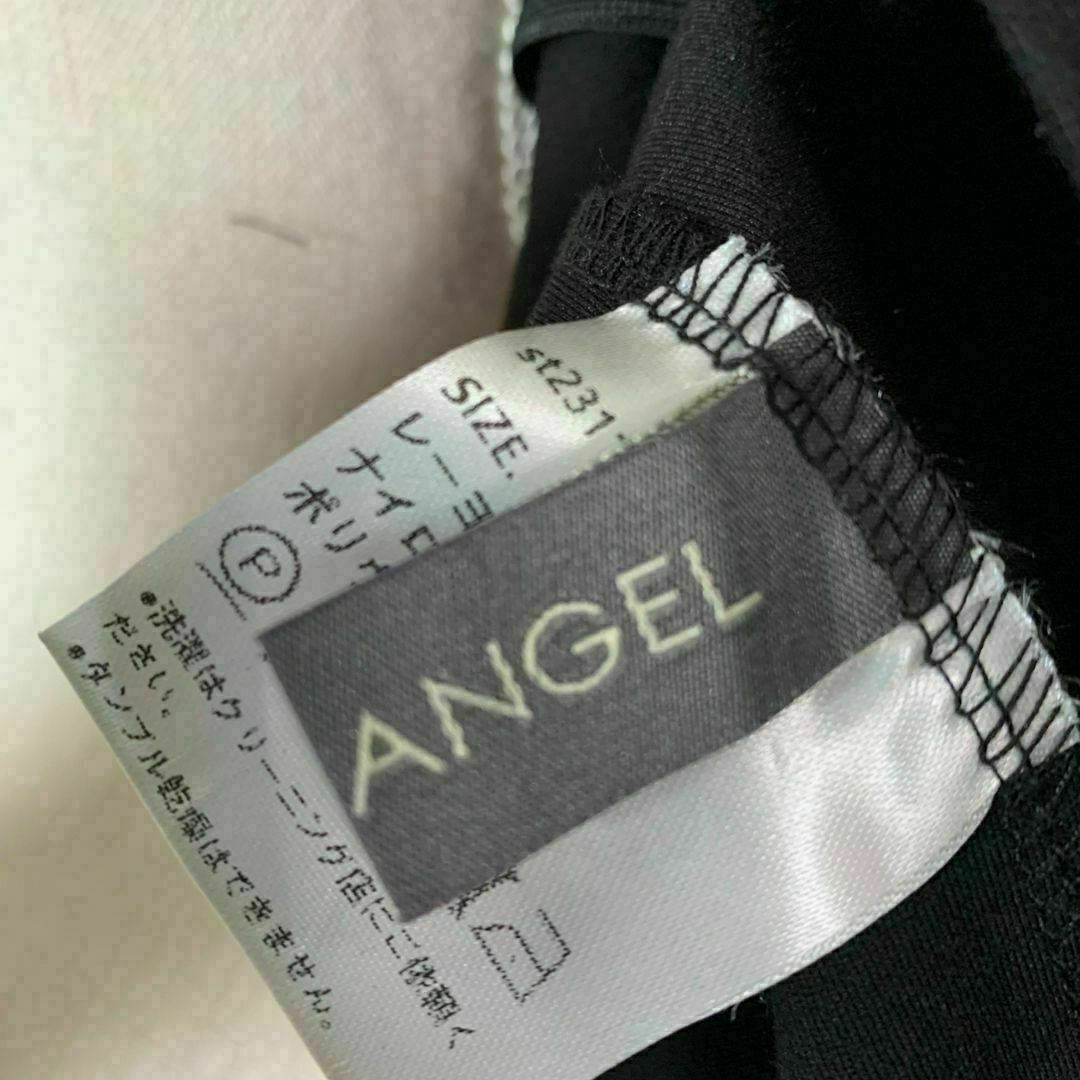 st231-
SIZE.
レーヨ
ナイロ
ポリウ
P
ANGEL
●洗濯はクリーニング店にご依頼く
ださい。
●タンブル乾燥はできません。